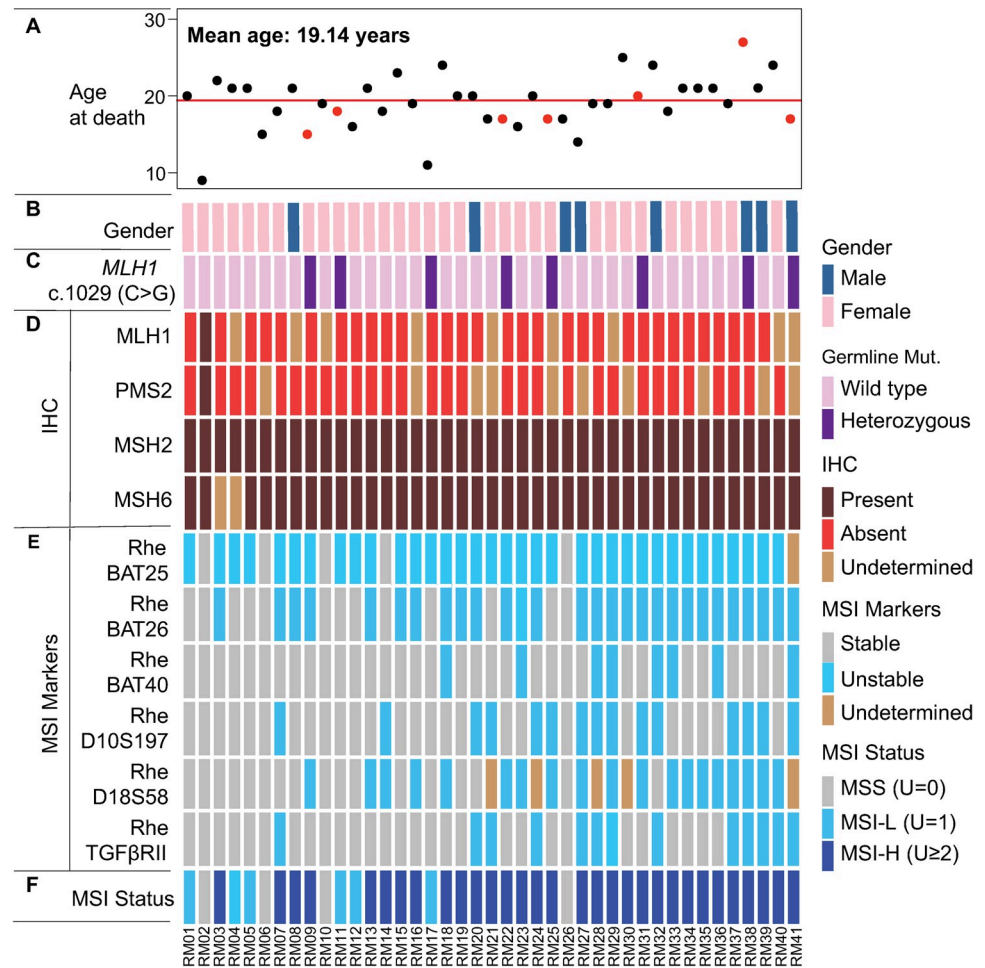 A
30
Mean age: 19.14 years
Age
at death
20
10
B
Gender
C
MLH1
c.1029 (C>G)
D
IHC
MLH1
PMS2
MSH2
MSH6
E
MSI Markers
Rhe
BAT25
Rhe
BAT26
Rhe
BAT40
Rhe
D10S197
Rhe
D18S58
Rhe
TGFβRII
F
MSI Status
RM01
RM02
RM03
RM04
RM05
RM06
RM07
RM08
RM09
RM10
RM11
RM12
RM13
RM14
RM15
RM16
RM17
RM18
RM19
RM20
RM21
RM22
RM23
RM24
RM25
RM26
RM27
RM28
RM29
RM30
RM31
RM32
RM33
RM34
RM35
RM36
RM37
RM38
RM39
RM40
RM41
Gender
Male
Female
Germline Mut.
Wild type
Heterozygous
IHC
Present
Absent
Undetermined
MSI Markers
Stable
Unstable
Undetermined
MSI Status
MSS (U=0)
MSI-L (U=1)
MSI-H (U≥2)